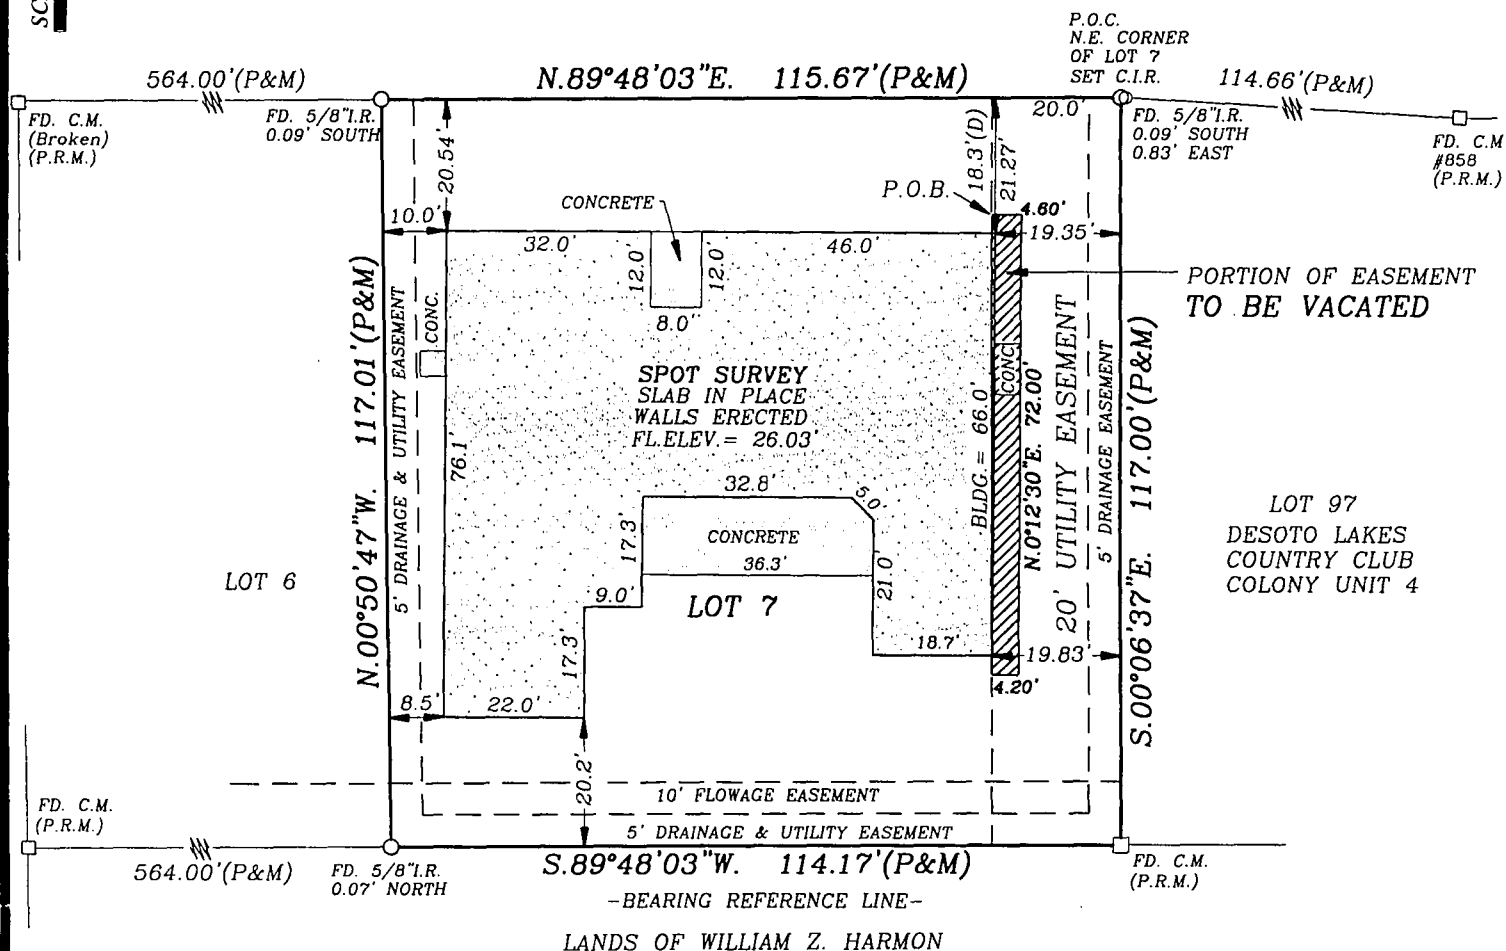 SC
P.O.C.
N.E. CORNER
OF LOT 7
SET C.I.R.
564.00'(P&M)
N.89°48'03"E. 115.67'(P&M)
114.66'(P&M)
FD. C.M.
(Broken)
(P.R.M.)
FD. 5/8"I.R.
0.09' SOUTH
20.0'
FD. 5/8"I.R.
0.09' SOUTH
0.83' EAST
FD. C.M
#858
(P.R.M.)
20.54'
18.3'(D)
21.27'
P.O.B.
4.60'
CONCRETE
10.0'
32.0'
46.0'
19.35'
12.0'
12.0'
8.0'
PORTION OF EASEMENT
TO BE VACATED
N.00°50'47"W. 117.01'(P&M)
5' DRAINAGE & UTILITY EASEMENT
CONC.
76.1'
SPOT SURVEY
SLAB IN PLACE
WALLS ERECTED
FL.ELEV.= 26.03'
BLDG.= 66.0'
CONC.
N.0°12'30"E. 72.00'
20' UTILITY EASEMENT
5' DRAINAGE EASEMENT
S.00°06'37"E. 117.00'(P&M)
32.8'
5.0'
17.3'
CONCRETE
36.3'
21.0'
LOT 97
DESOTO LAKES
COUNTRY CLUB
COLONY UNIT 4
LOT 6
9.0'
LOT 7
17.3'
18.7'
19.83'
4.20'
8.5'
22.0'
20.2'
10' FLOWAGE EASEMENT
5' DRAINAGE & UTILITY EASEMENT
FD. C.M.
(P.R.M.)
564.00'(P&M)
FD. 5/8"I.R.
0.07' NORTH
S.89°48'03"W. 114.17'(P&M)
FD. C.M.
(P.R.M.)
-BEARING REFERENCE LINE-
LANDS OF WILLIAM Z. HARMON